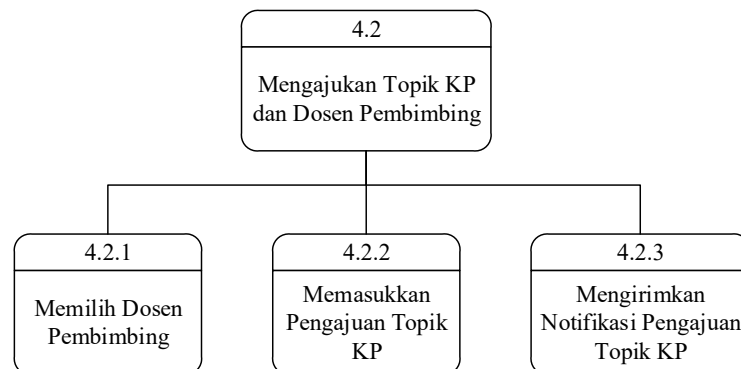 4.2
Mengajukan Topik KP
dan Dosen Pembimbing
4.2.1
Memilih Dosen
Pembimbing
4.2.2
Memasukkan
Pengajuan Topik
KP
4.2.3
Mengirimkan
Notifikasi Pengajuan
Topik KP